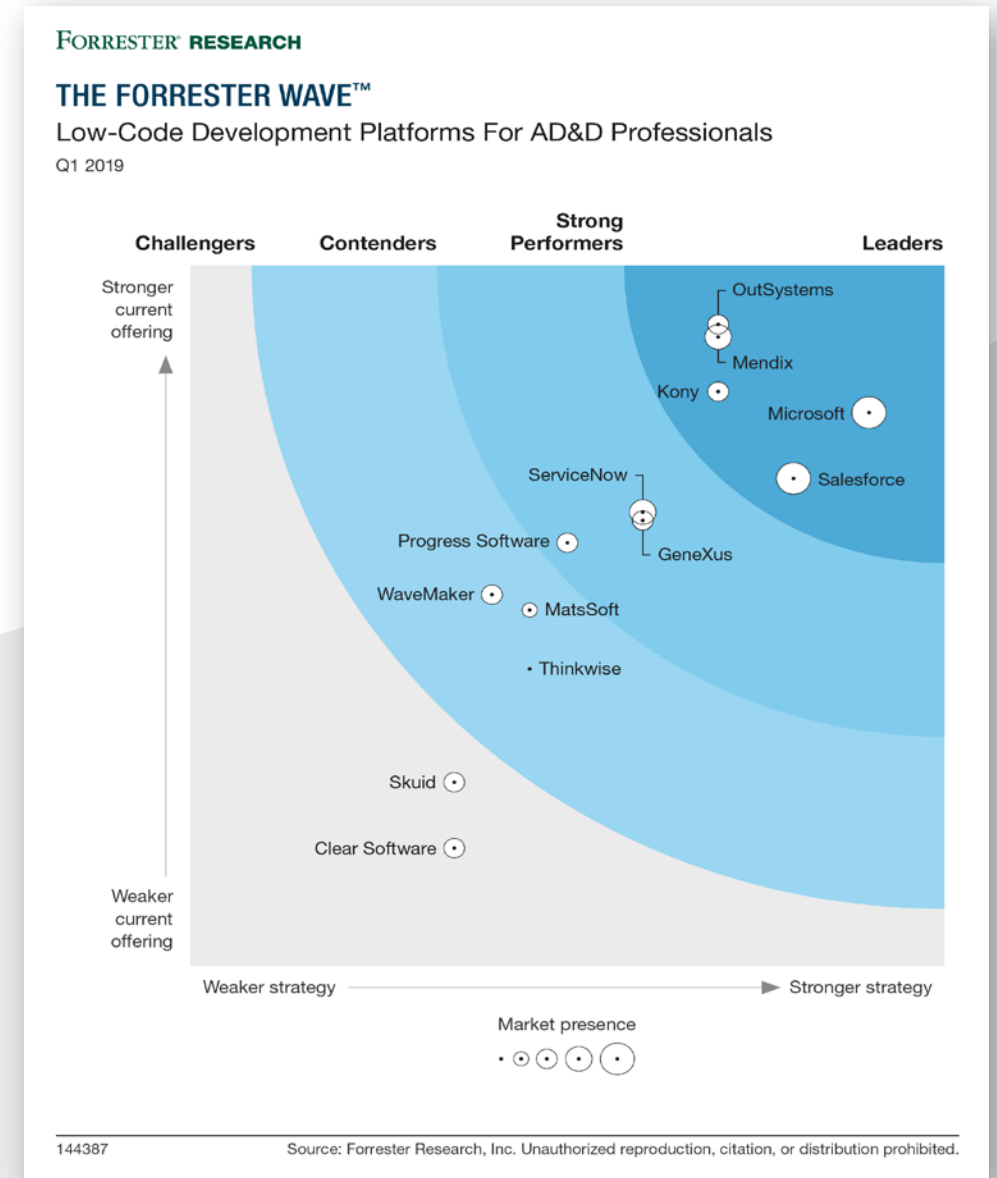 FORRESTER® RESEARCH
THE FORRESTER WAVE™
Low-Code Development Platforms For AD&D Professionals
Q1 2019
Strong
Challengers Contenders Performers Leaders
Stronger
current
offering
OutSystems
Mendix
Kony
Microsoft
ServiceNow
Salesforce
Progress Software
GeneXus
WaveMaker
MatsSoft
Thinkwise
Skuid
Clear Software
Weaker
current
offering
Weaker strategy Stronger strategy
Market presence
144387 Source: Forrester Research, Inc. Unauthorized reproduction, citation, or distribution prohibited.